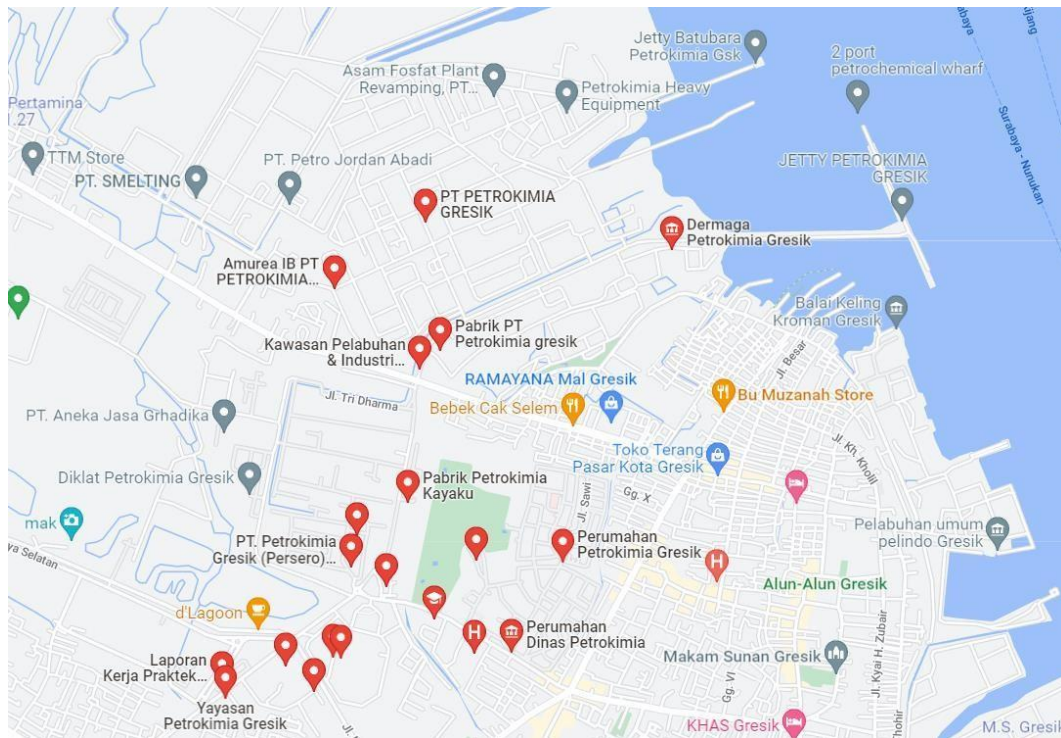 Jetty Batubara
Petrokimia Gsk
2 port
petrochemical wharf
Asam Fosfat Plant
Revamping, PT...
Petrokimia Heavy
Equipment
Pertamina
1.27
Surabaya - Nunukan
TTM Store
PT. SMELTING
PT. Petro Jordan Abadi
JETTY PETROKIMIA
GRESIK
PT PETROKIMIA
GRESIK
Dermaga
Petrokimia Gresik
Amurea IB PT
PETROKIMIA...
Balai Keling
Kroman Gresik
Pabrik PT
Petrokimia gresik
Kawasan Pelabuhan
& Industri...
Jl. Besar
RAMAYANA Mal Gresik
Jl. Tri Dharma
Bebek Cak Selem
Bu Muzanah Store
PT. Aneka Jasa Grhadika
Toko Terang
Pasar Kota Gresik
Jl. Kh. Kholil
Diklat Petrokimia Gresik
Pabrik Petrokimia
Kayaku
Gg. X
Jl. Sawi
mak
Pelabuhan umum
pelindo Gresik
PT. Petrokimia
Gresik (Persero)...
Perumahan
Petrokimia Gresik
ya Selatan
H
Alun-Alun Gresik
d'Lagoon
H
Perumahan
Dinas Petrokimia
Jl. Kyai H. Zubair
Makam Sunan Gresik
Laporan
Kerja Praktek...
Gg. VI
Yayasan
Petrokimia Gresik
KHAS Gresik
Thohir
M.S. Gresi